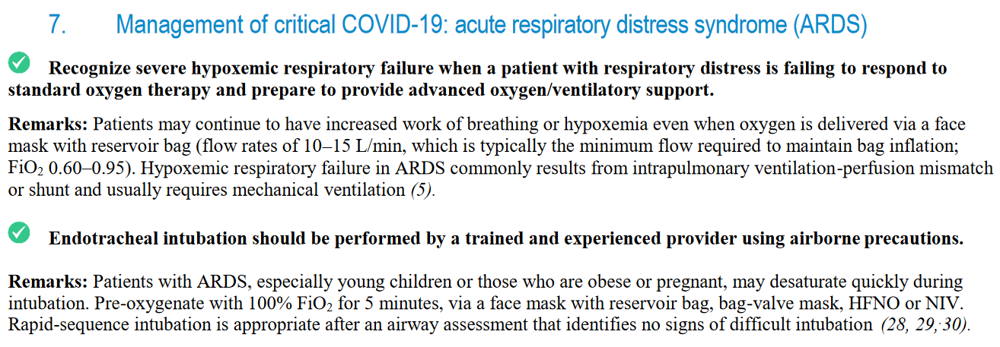 7. Management of critical COVID-19: acute respiratory distress syndrome (ARDS)
Recognize severe hypoxemic respiratory failure when a patient with respiratory distress is failing to respond to
standard oxygen therapy and prepare to provide advanced oxygen/ventilatory support.
Remarks: Patients may continue to have increased work of breathing or hypoxemia even when oxygen is delivered via a face
mask with reservoir bag (flow rates of 10–15 L/min, which is typically the minimum flow required to maintain bag inflation;
FiO₂ 0.60–0.95). Hypoxemic respiratory failure in ARDS commonly results from intrapulmonary ventilation-perfusion mismatch
or shunt and usually requires mechanical ventilation (5).
Endotracheal intubation should be performed by a trained and experienced provider using airborne precautions.
Remarks: Patients with ARDS, especially young children or those who are obese or pregnant, may desaturate quickly during
intubation. Pre-oxygenate with 100% FiO₂ for 5 minutes, via a face mask with reservoir bag, bag-valve mask, HFNO or NIV.
Rapid-sequence intubation is appropriate after an airway assessment that identifies no signs of difficult intubation (28, 29, 30).